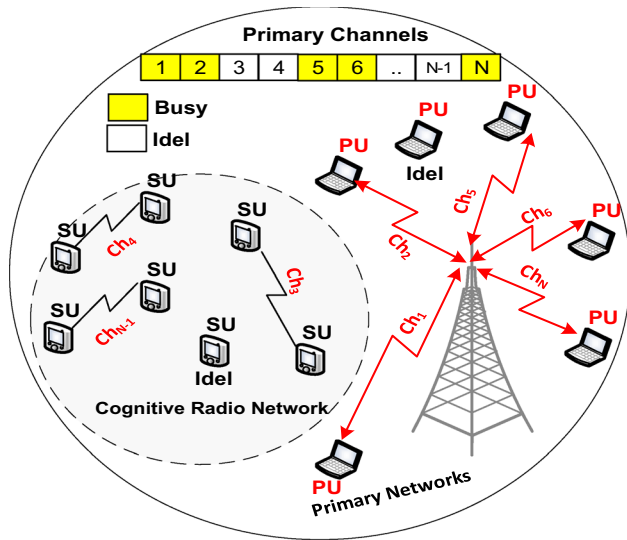 Primary Channels
1 2 3 4 5 6 .. N-1 N
Busy
Idel
PU
PU
PU
Idel
PU
PU
PU
Ch5
Ch6
Ch2
ChN
Ch1
SU
SU
SU
Ch4
SU
SU
Ch3
ChN-1
SU
SU
Idel
Cognitive Radio Network
Primary Networks